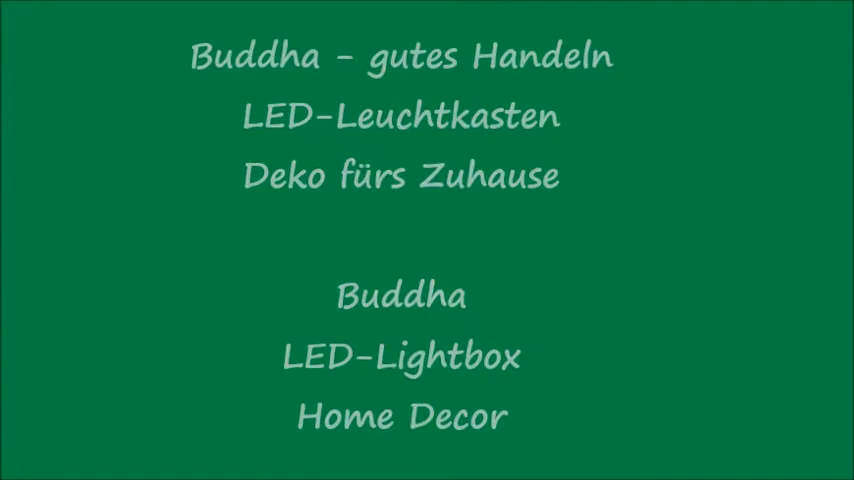 Buddha - gutes Handeln
LED-Leuchtkasten
Deko fürs Zuhause
Buddha
LED-Lightbox
Home Decor